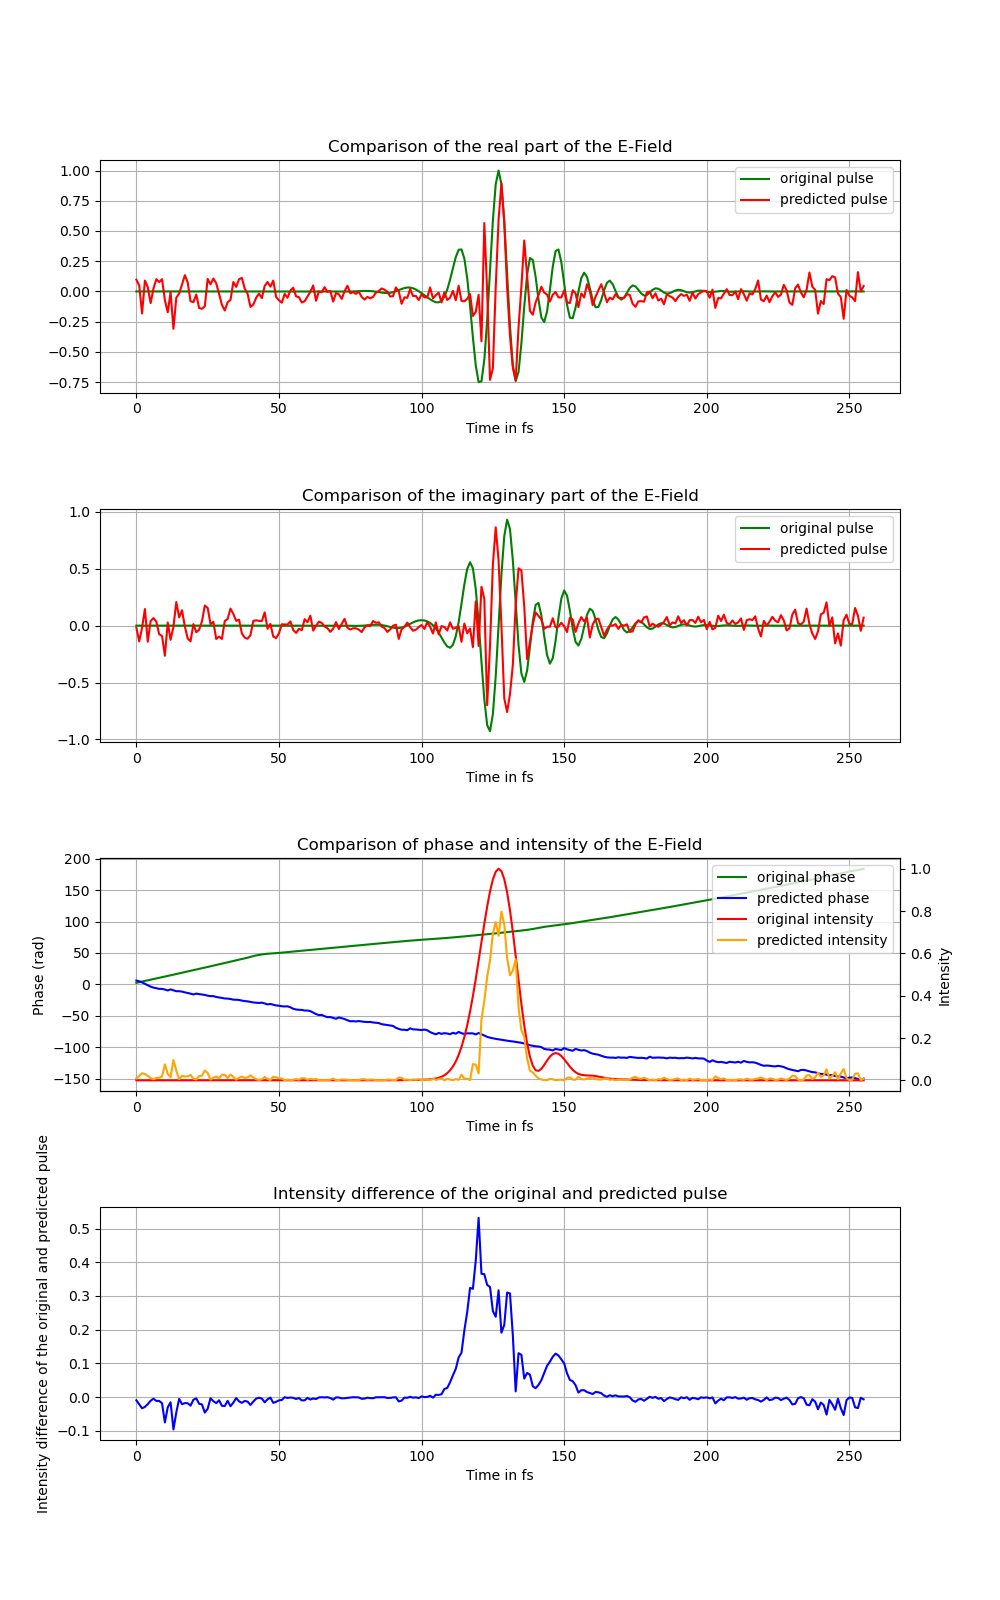 Comparison of the real part of the E-Field
1.00
0.75
0.50
0.25
0.00
−0.25
−0.50
−0.75
original pulse
predicted pulse
0 50 100 150 200 250
Time in fs
Comparison of the imaginary part of the E-Field
1.0
0.5
0.0
−0.5
−1.0
original pulse
predicted pulse
0 50 100 150 200 250
Time in fs
Comparison of phase and intensity of the E-Field
Phase (rad)
200
150
100
50
0
−50
−100
−150
original phase
predicted phase
original intensity
predicted intensity
1.0
0.8
0.6
0.4
0.2
0.0
Intensity
0 50 100 150 200 250
Time in fs
Intensity difference of the original and predicted pulse
Intensity difference of the original and predicted pulse
0.5
0.4
0.3
0.2
0.1
0.0
−0.1
0 50 100 150 200 250
Time in fs